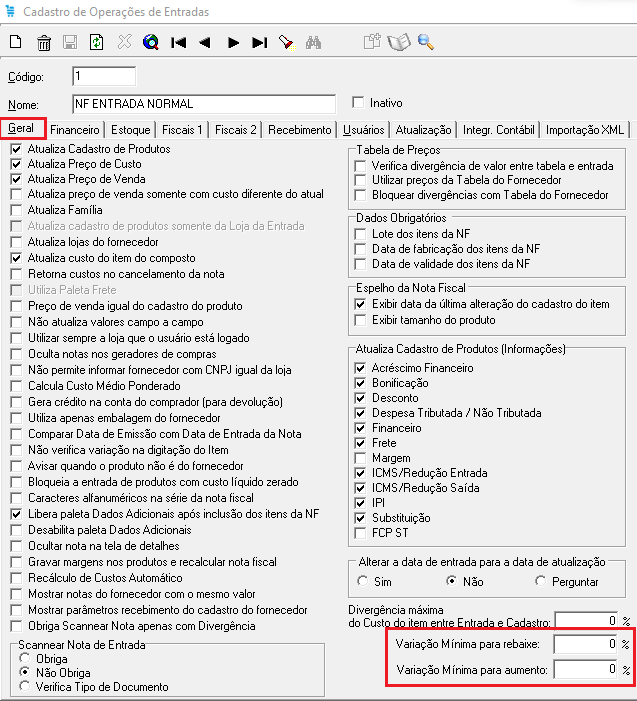 Cadastro de Operações de Entradas
Código: 1
Nome: NF ENTRADA NORMAL Inativo
Geral Financeiro Estoque Fiscais 1 Fiscais 2 Recebimento Usuários Atualização Integr. Contábil Importação XML
Atualiza Cadastro de Produtos
Atualiza Preço de Custo
Atualiza Preço de Venda
Atualiza preço de venda somente com custo diferente do atual
Atualiza Família
Atualiza cadastro de produtos somente da Loja da Entrada
Atualiza lojas do fornecedor
Atualiza custo do item do composto
Retorna custos no cancelamento da nota
Utiliza Paleta Frete
Preço de venda igual do cadastro do produto
Não atualiza valores campo a campo
Utilizar sempre a loja que o usuário está logado
Oculta notas nos geradores de compras
Não permite informar fornecedor com CNPJ igual da loja
Calcula Custo Médio Ponderado
Gera crédito na conta do comprador (para devolução)
Utiliza apenas embalagem do fornecedor
Comparar Data de Emissão com Data de Entrada da Nota
Não verifica variação na digitação do Item
Avisar quando o produto não é do fornecedor
Bloqueia a entrada de produtos com custo líquido zerado
Caracteres alfanuméricos na série da nota fiscal
Libera paleta Dados Adicionais após inclusão dos itens da NF
Desabilita paleta Dados Adicionais
Ocultar nota na tela de detalhes
Gravar margens nos produtos e recalcular nota fiscal
Recálculo de Custos Automático
Mostrar notas do fornecedor com o mesmo valor
Mostrar parâmetros recebimento do cadastro do fornecedor
Obriga Scannear Nota apenas com Divergência
Scannear Nota de Entrada
Obriga
Não Obriga
Verifica Tipo de Documento
Tabela de Preços
Verifica divergência de valor entre tabela e entrada
Utilizar preços da Tabela do Fornecedor
Bloquear divergências com Tabela do Fornecedor
Dados Obrigatórios
Lote dos itens da NF
Data de fabricação dos itens da NF
Data de validade dos itens da NF
Espelho da Nota Fiscal
Exibir data da última alteração do cadastro do item
Exibir tamanho do produto
Atualiza Cadastro de Produtos (Informações)
Acréscimo Financeiro
Bonificação
Desconto
Despesa Tributada / Não Tributada
Financeiro
Frete
Margem
ICMS/Redução Entrada
ICMS/Redução Saída
IPI
Substituição
FCP ST
Alterar a data de entrada para a data de atualização
Sim Não Perguntar
Divergência máxima
do Custo do item entre Entrada e Cadastro: 0 %
Variação Mínima para rebaixe: 0 %
Variação Mínima para aumento: 0 %